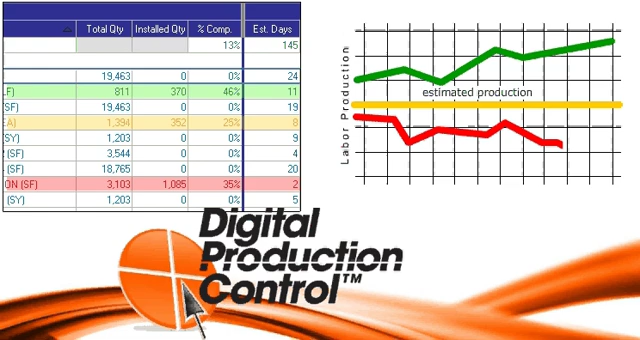 Total Qty Installed Qty % Comp. Est. Days
13% 145
19,463 0 0% 24
LF) 811 370 46% 11
(SF) 19,463 0 0% 19
EA) 1,394 352 25% 8
(SY) 1,203 0 0% 9
(SF) 3,544 0 0% 4
(SF) 18,765 0 0% 20
ON (SF) 3,103 1,085 35% 2
(SY) 1,203 0 0% 5
Labor Production
estimated production
Digital
Production
Control™